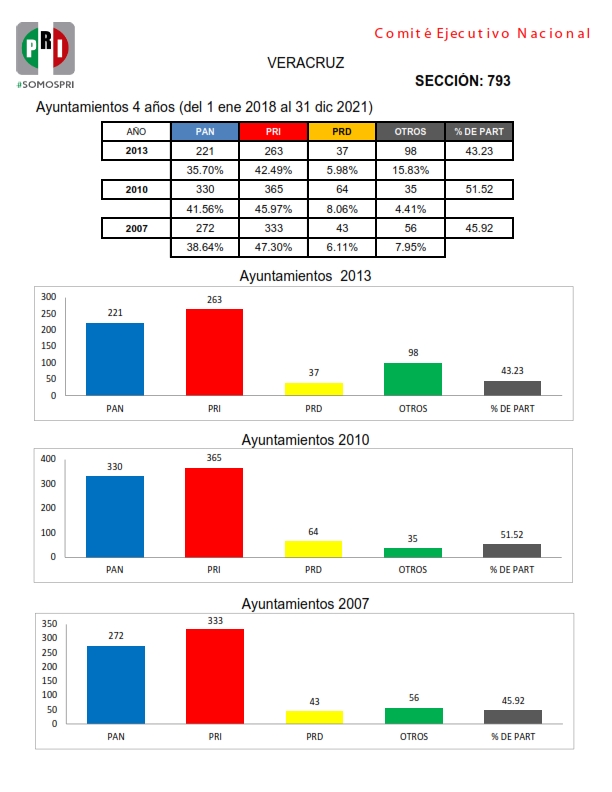 Comité Ejecutivo Nacional
PRI
#SOMOSPRI
VERACRUZ
SECCIÓN: 793
Ayuntamientos 4 años (del 1 ene 2018 al 31 dic 2021)
AÑO PAN PRI PRD OTROS % DE PART
2013 221 263 37 98 43.23
35.70% 42.49% 5.98% 15.83%
2010 330 365 64 35 51.52
41.56% 45.97% 8.06% 4.41%
2007 272 333 43 56 45.92
38.64% 47.30% 6.11% 7.95%
Ayuntamientos 2013
300
250
200
150
100
50
0
221 263 37 98 43.23
PAN PRI PRD OTROS % DE PART
Ayuntamientos 2010
400
300
200
100
0
330 365 64 35 51.52
PAN PRI PRD OTROS % DE PART
Ayuntamientos 2007
350
300
250
200
150
100
50
0
272 333 43 56 45.92
PAN PRI PRD OTROS % DE PART